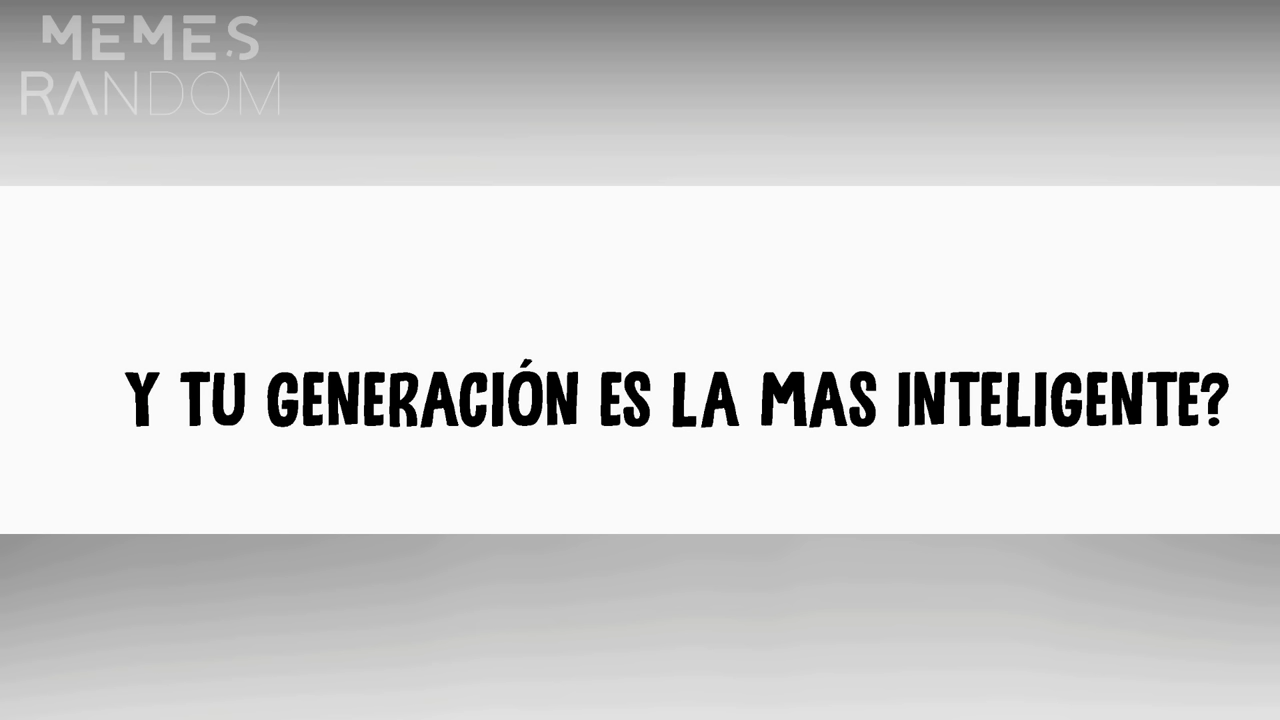 MEMES
RANDOM
Y TU GENERACIÓN ES LA MAS INTELIGENTE?